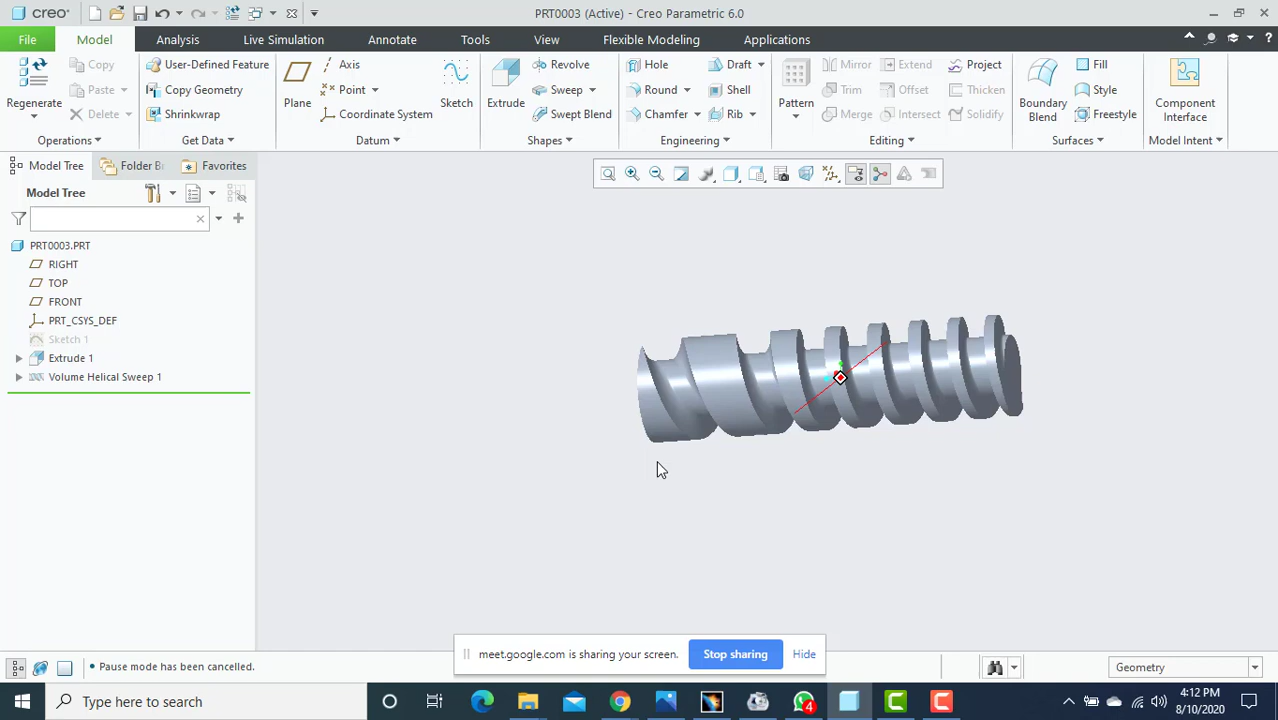 creo°
PRT0003 (Active) - Creo Parametric 6.0
File Model Analysis Live Simulation Annotate Tools View Flexible Modeling Applications
Regenerate
Copy
Paste
Delete
Operations
User-Defined Feature
Copy Geometry
Shrinkwrap
Get Data
Plane
Axis
Point
Coordinate System
Sketch
Datum
Extrude
Revolve
Sweep
Swept Blend
Shapes
Hole
Round
Chamfer
Draft
Shell
Rib
Engineering
Pattern
Mirror
Trim
Merge
Extend
Offset
Intersect
Project
Thicken
Solidify
Editing
Boundary
Blend
Fill
Style
Freestyle
Surfaces
Component
Interface
Model Intent
Model Tree Folder Br Favorites
Model Tree
PRT0003.PRT
RIGHT
TOP
FRONT
PRT_CSYS_DEF
Sketch 1
Extrude 1
Volume Helical Sweep 1
meet.google.com is sharing your screen. Stop sharing Hide
• Pause mode has been cancelled.
Geometry
Type here to search
4
4:12 PM
8/10/2020